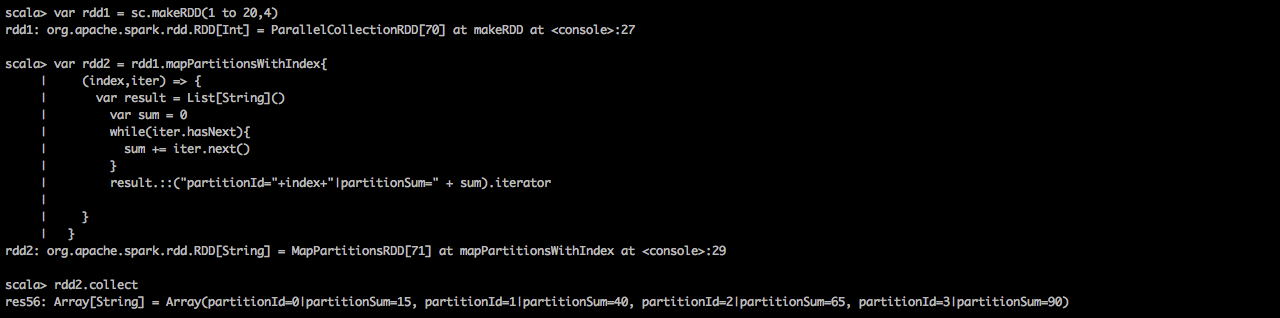 scala> var rdd1 = sc.makeRDD(1 to 20,4)
rdd1: org.apache.spark.rdd.RDD[Int] = ParallelCollectionRDD[70] at makeRDD at <console>:27

scala> var rdd2 = rdd1.mapPartitionsWithIndex{
     |     (index,iter) => {
     |       var result = List[String]()
     |         var sum = 0
     |         while(iter.hasNext){
     |           sum += iter.next()
     |         }
     |         result.::("partitionId="+index+"|partitionSum=" + sum).iterator
     |
     |     }
     |   }
rdd2: org.apache.spark.rdd.RDD[String] = MapPartitionsRDD[71] at mapPartitionsWithIndex at <console>:29

scala> rdd2.collect
res56: Array[String] = Array(partitionId=0|partitionSum=15, partitionId=1|partitionSum=40, partitionId=2|partitionSum=65, partitionId=3|partitionSum=90)